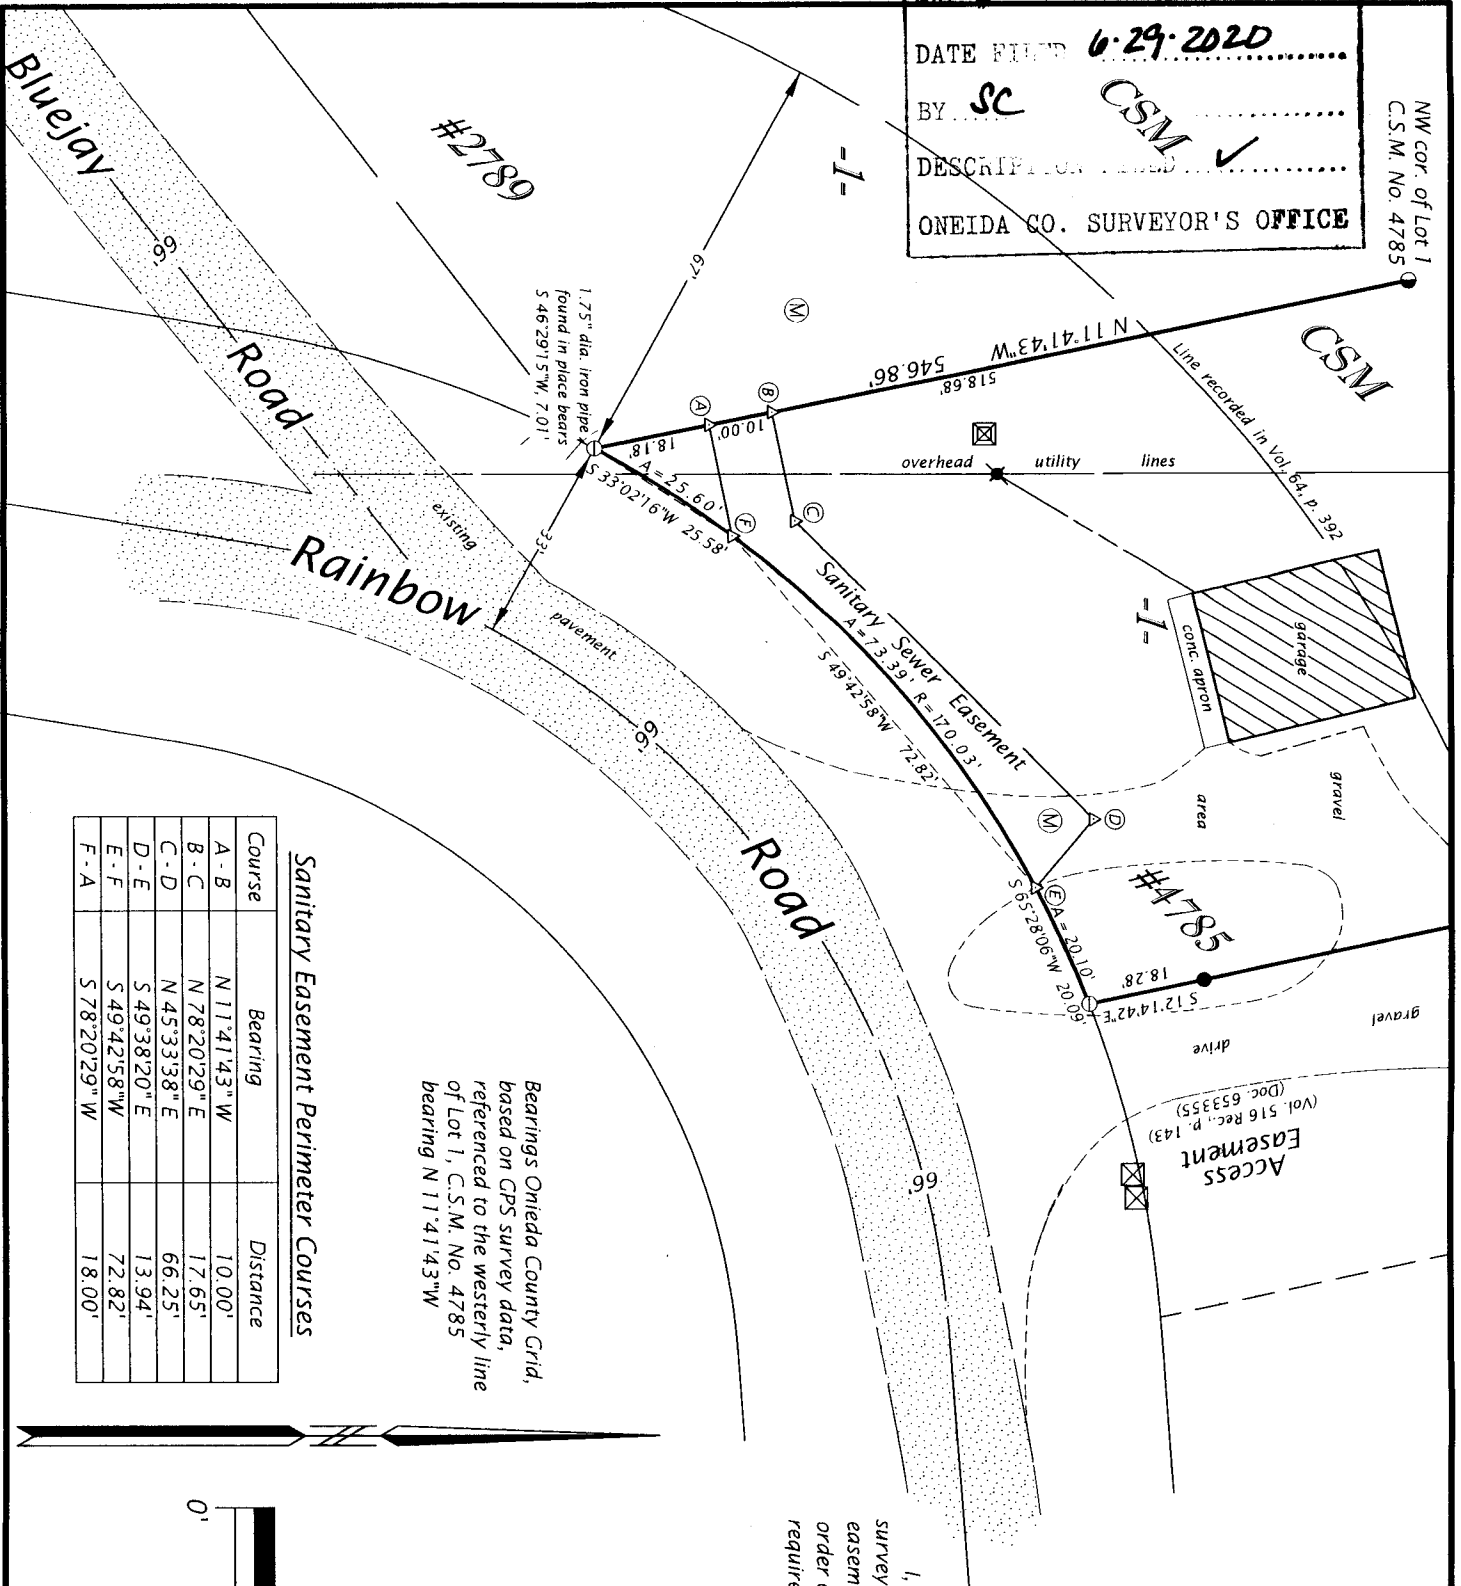 DATE FILED 6-29-2020
BY SC
CSM ✓
DESCRIPTION FILED
ONEIDA CO. SURVEYOR'S OFFICE
NW cor. of Lot 1
C.S.M. No. 4785
CSM
-1-
#2789
67'
M
N 11°41'43"W
546.86'
518.68'
Line recorded in Vol. 64, p. 392
Bluejay
66'
Road
1.75" dia. iron pipe
found in place bears
S 46°29'15"W, 7.01'
B
A
10.00'
18.18'
A = 25.60'
S 33°02'16"W 25.58'
F
C
overhead utility lines
existing
33'
Rainbow
pavement
Sanitary Sewer Easement
A = 73.39' R = 170.03'
S 49°42'58"W 72.82'
-1-
garage
conc. apron
66'
Road
M
D
gravel
area
#4785
E
A = 20.10'
S 65°28'06"W 20.09'
18.28'
S 12°14'42"E
gravel
drive
Access
Easement
(Vol. 516 Rec., p. 143)
(Doc. 653355)
66'
Bearings Onieda County Grid,
based on GPS survey data,
referenced to the westerly line
of Lot 1, C.S.M. No. 4785
bearing N 11°41'43"W
Sanitary Easement Perimeter Courses
Course Bearing Distance
A - B N 11°41'43" W 10.00'
B - C N 78°20'29" E 17.65'
C - D N 45°33'38" E 66.25'
D - E S 49°38'20" E 13.94'
E - F S 49°42'58"W 72.82'
F - A S 78°20'29" W 18.00'
0'
I,
survey
easem
order
require